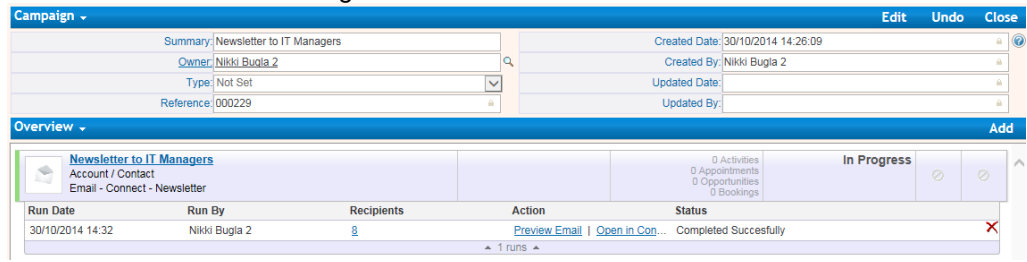 Campaign Edit Undo Close
Summary: Newsletter to IT Managers Created Date: 30/10/2014 14:26:09
Owner: Nikki Bugla 2 Created By: Nikki Bugla 2
Type: Not Set Updated Date:
Reference: 000229 Updated By:
Overview Add
Newsletter to IT Managers 0 Activities In Progress
Account / Contact 0 Appointments
Email - Connect - Newsletter 0 Opportunities
0 Bookings
Run Date Run By Recipients Action Status
30/10/2014 14:32 Nikki Bugla 2 8 Preview Email | Open in Con... Completed Succesfully
1 runs